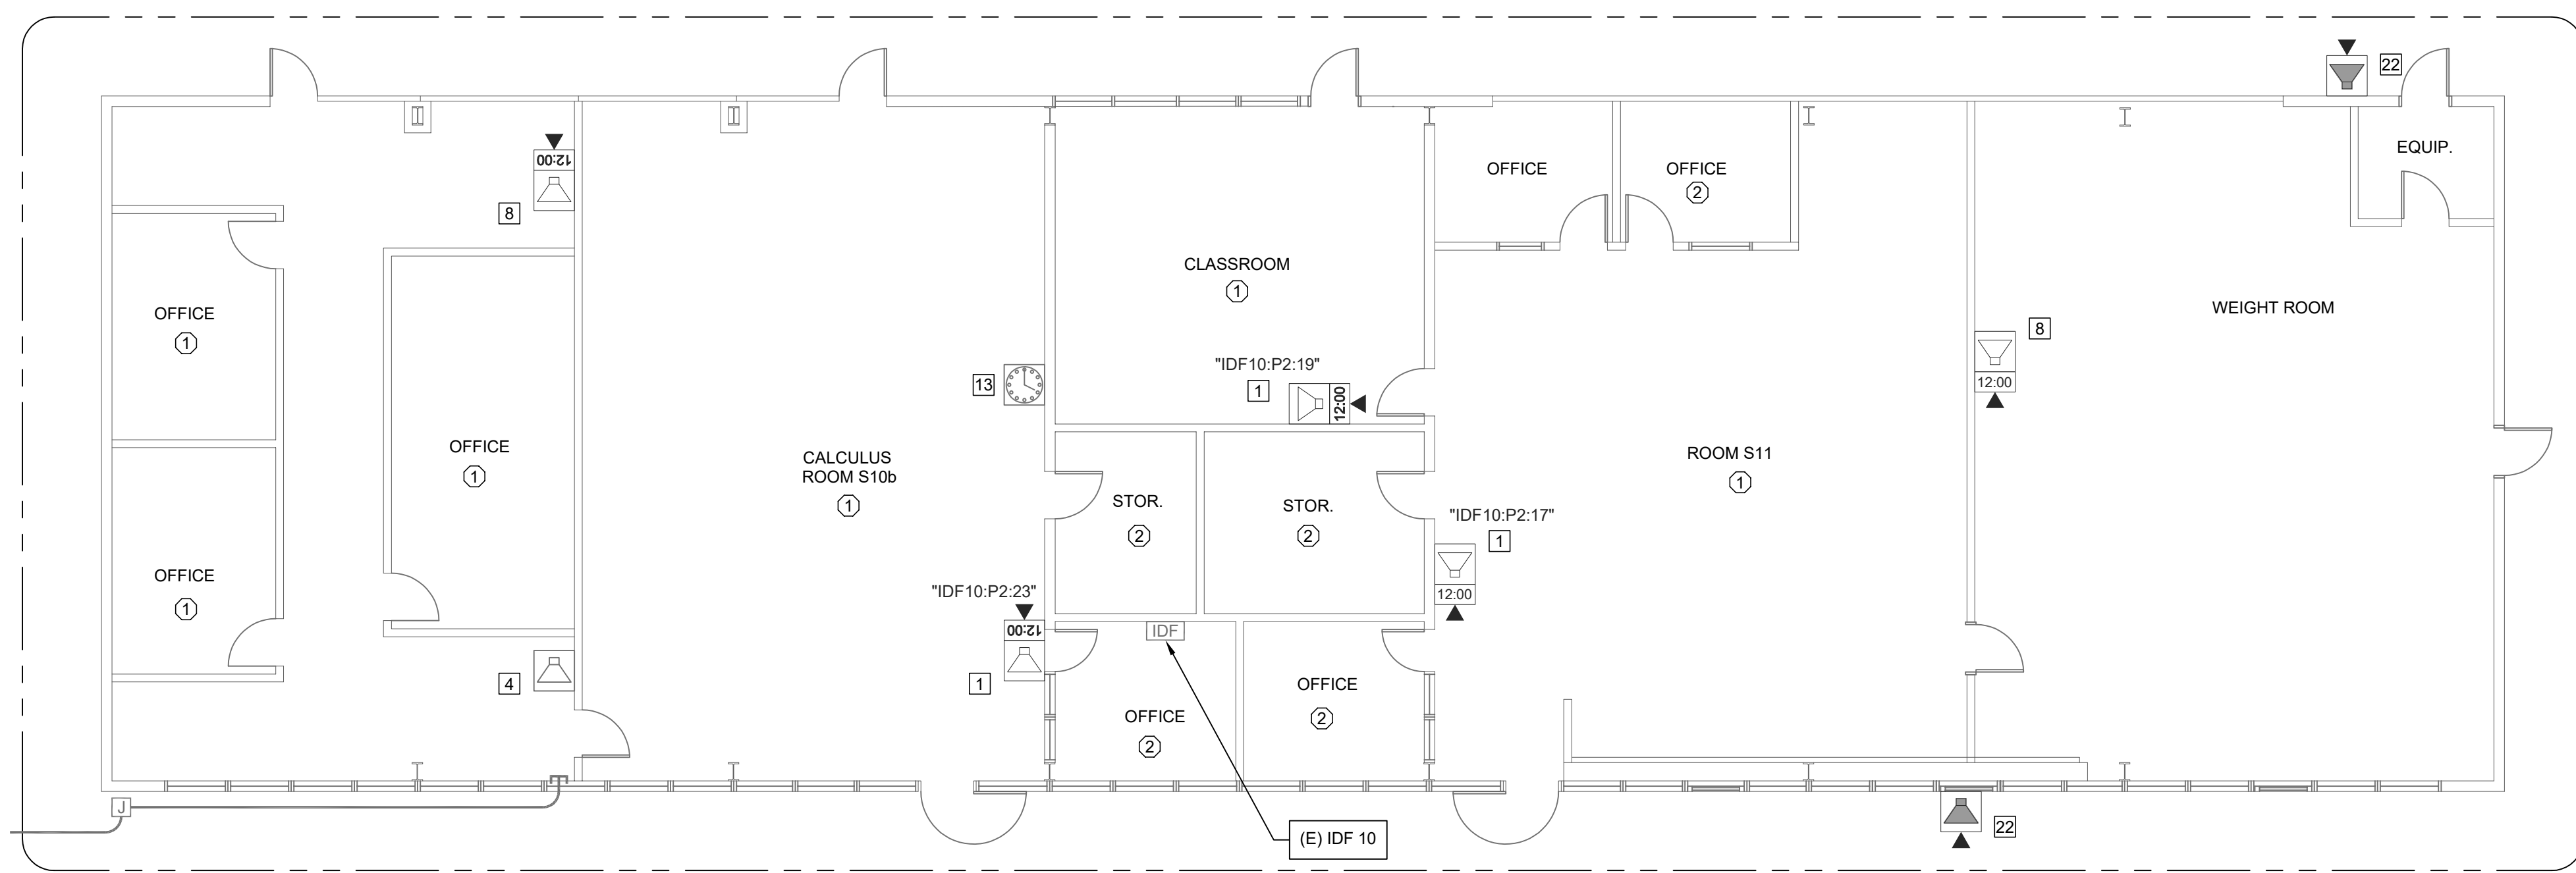 22
EQUIP.
12:00
8
OFFICE
OFFICE
2
CLASSROOM
1
OFFICE
1
WEIGHT ROOM
8
12:00
"IDF10:P2:19"
1
12:00
13
OFFICE
1
CALCULUS
ROOM S10b
1
ROOM S11
1
STOR.
2
STOR.
2
"IDF10:P2:17"
1
12:00
OFFICE
1
"IDF10:P2:23"
12:00
1
IDF
4
OFFICE
2
OFFICE
2
J
22
(E) IDF 10